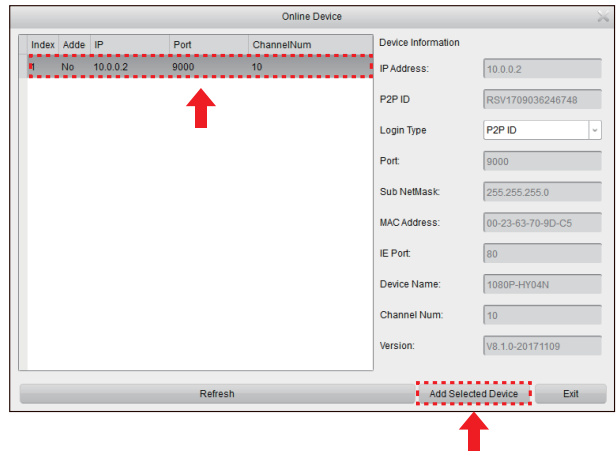 Online Device
Index Adde IP Port ChannelNum
1 No 10.0.0.2 9000 10
Device Information
IP Address: 10.0.0.2
P2P ID RSV1709036246748
Login Type P2P ID
Port: 9000
Sub NetMask: 255.255.255.0
MAC Address: 00-23-63-70-9D-C5
IE Port: 80
Device Name: 1080P-HY04N
Channel Num: 10
Version: V8.1.0-20171109
Refresh Add Selected Device Exit